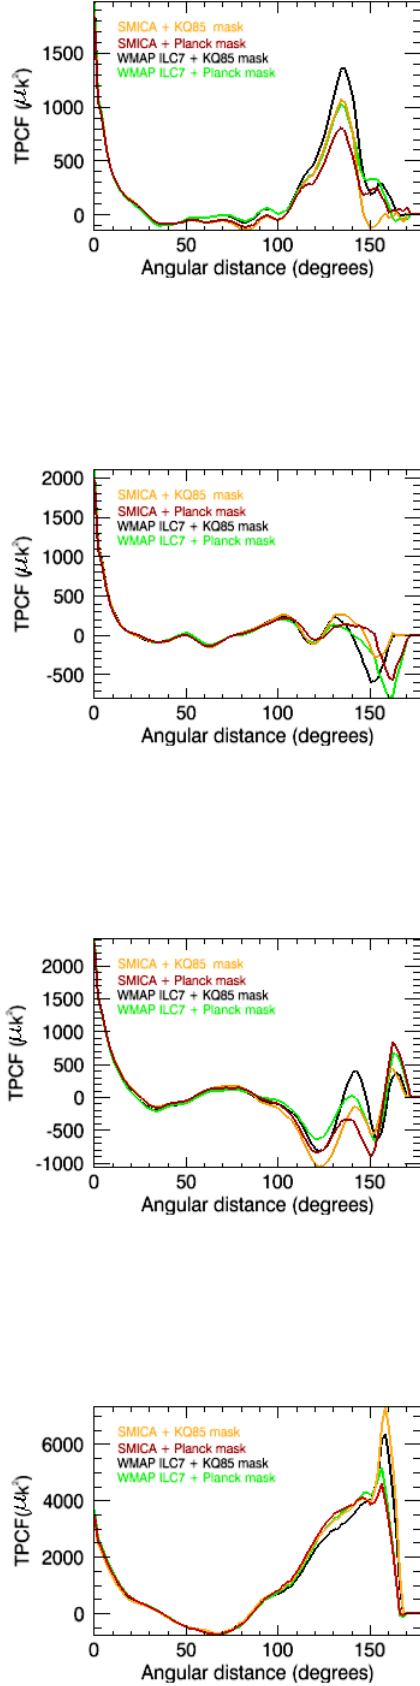 SMICA + KQ85 mask
SMICA + Planck mask
WMAP ILC7 + KQ85 mask
WMAP ILC7 + Planck mask
TPCF (μk²)
1500
1000
500
0
0 50 100 150
Angular distance (degrees)
SMICA + KQ85 mask
SMICA + Planck mask
WMAP ILC7 + KQ85 mask
WMAP ILC7 + Planck mask
TPCF (μk²)
2000
1500
1000
500
0
-500
0 50 100 150
Angular distance (degrees)
SMICA + KQ85 mask
SMICA + Planck mask
WMAP ILC7 + KQ85 mask
WMAP ILC7 + Planck mask
TPCF (μk²)
2000
1500
1000
500
0
-500
-1000
0 50 100 150
Angular distance (degrees)
SMICA + KQ85 mask
SMICA + Planck mask
WMAP ILC7 + KQ85 mask
WMAP ILC7 + Planck mask
TPCF(μk²)
6000
4000
2000
0
0 50 100 150
Angular distance (degrees)